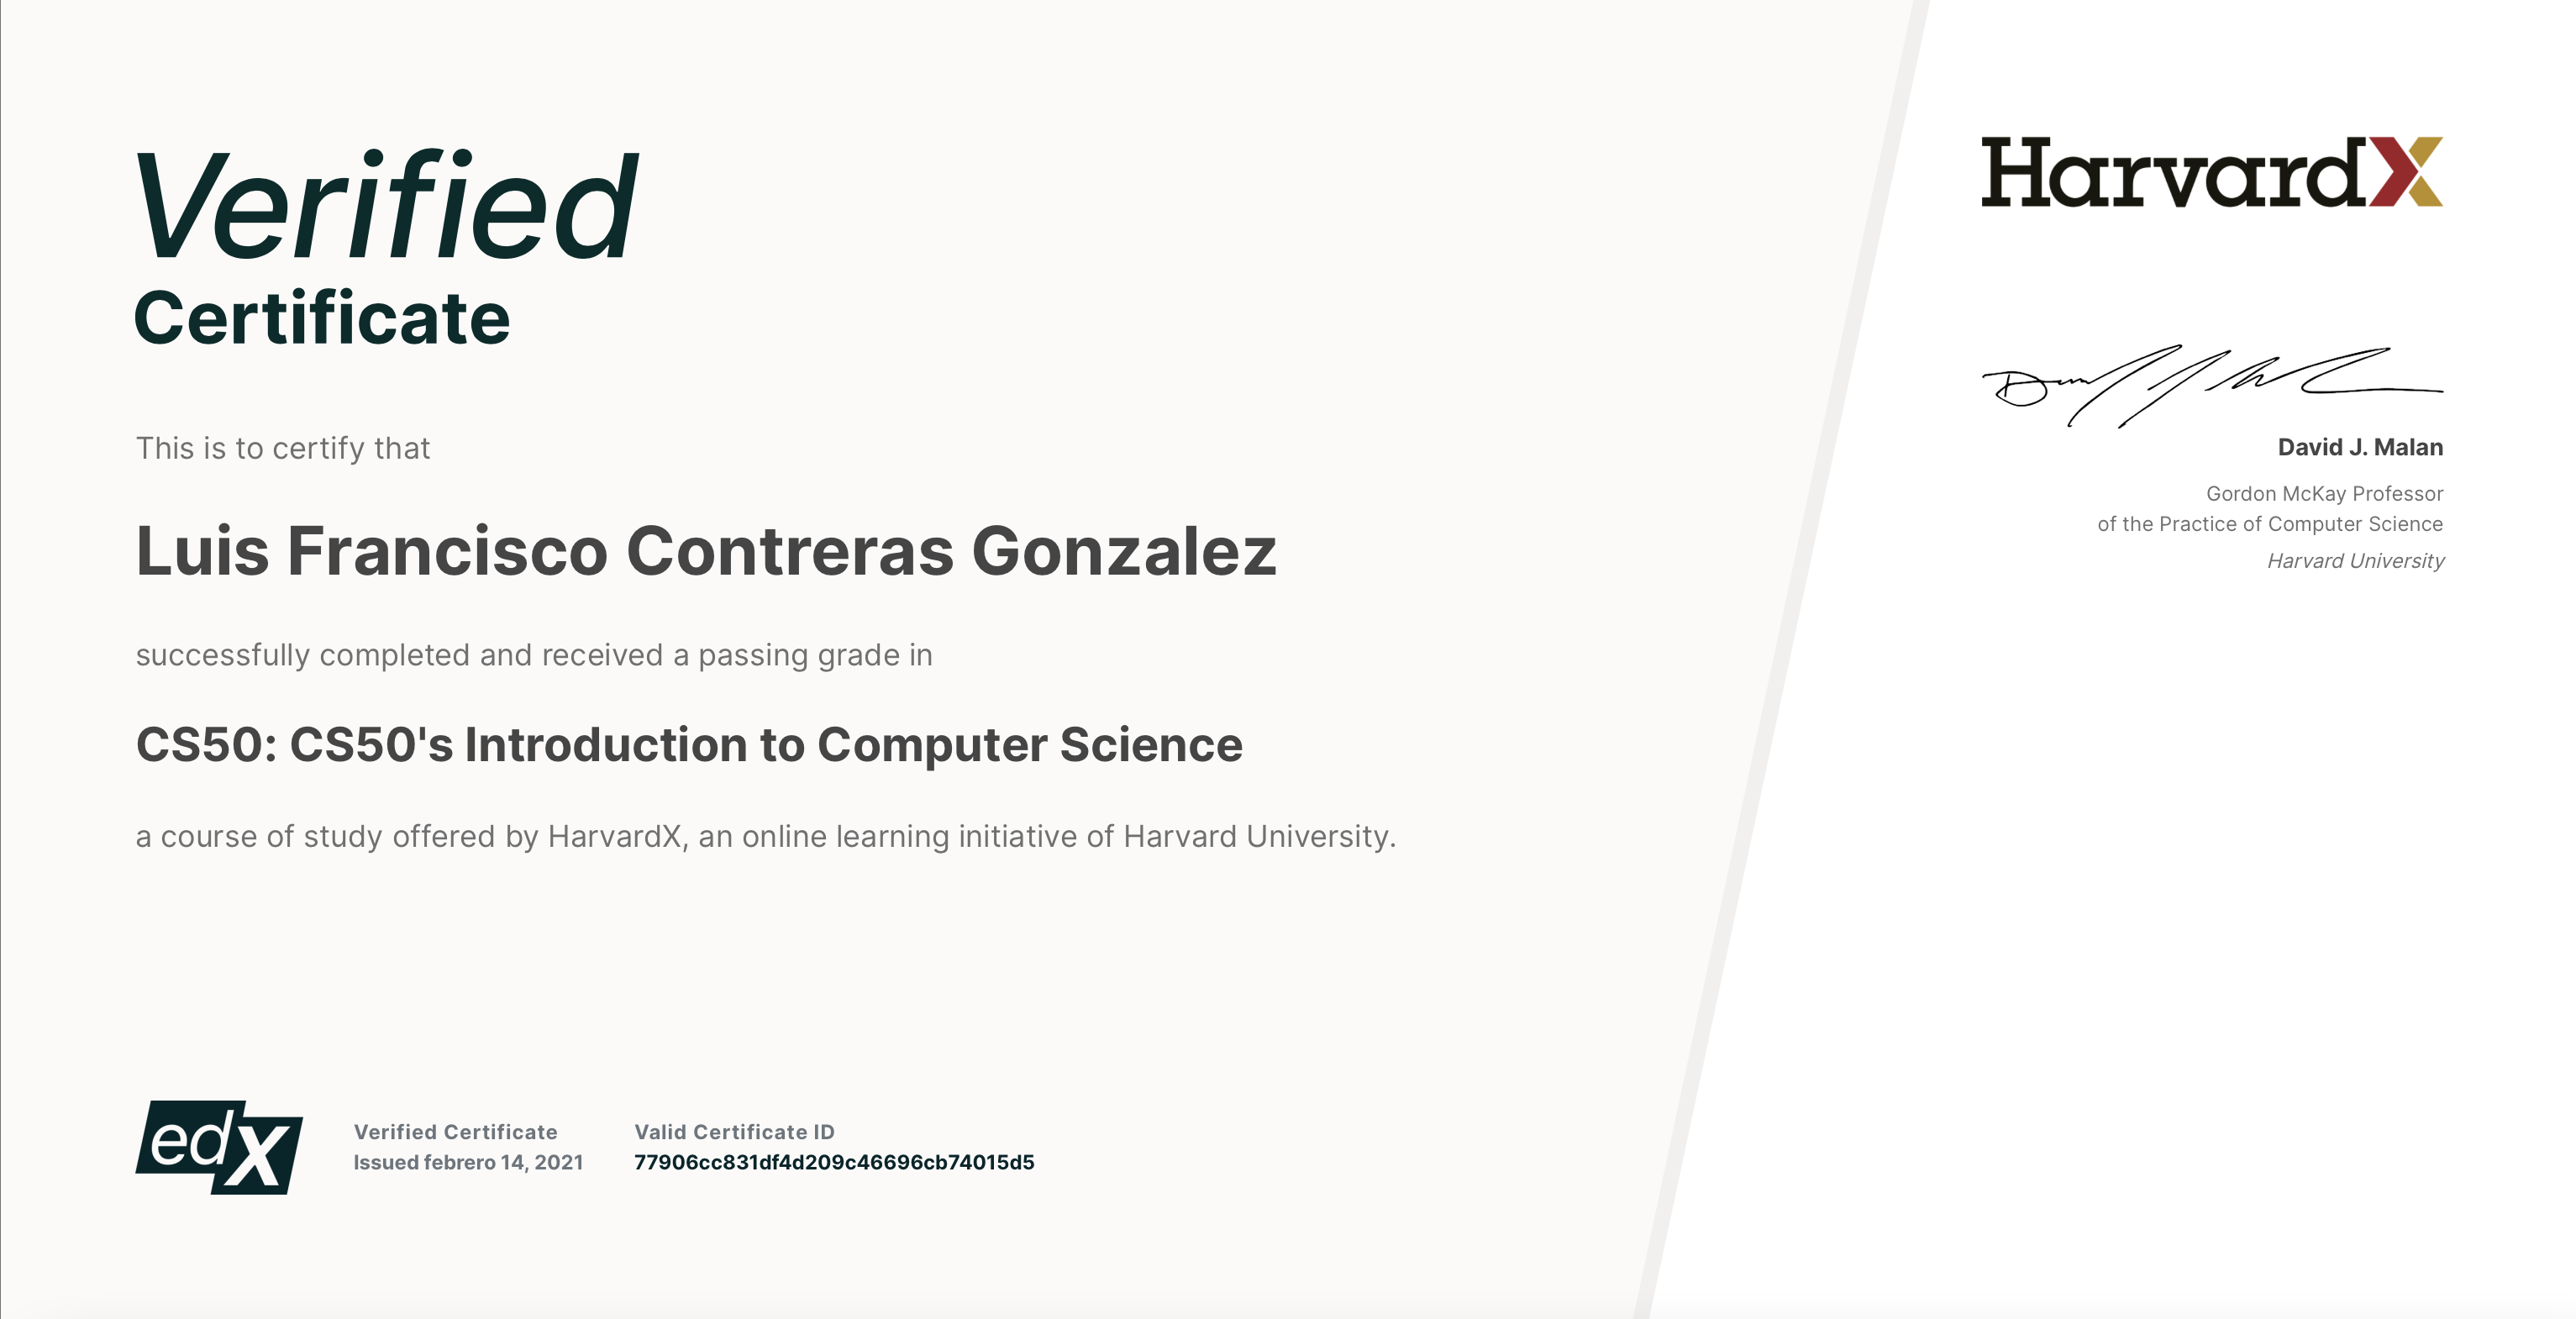 Verified
Certificate
This is to certify that
Luis Francisco Contreras Gonzalez
successfully completed and received a passing grade in
CS50: CS50's Introduction to Computer Science
a course of study offered by HarvardX, an online learning initiative of Harvard University.
edX
Verified Certificate
Issued febrero 14, 2021
Valid Certificate ID
77906cc831df4d209c46696cb74015d5
HarvardX
David J. Malan
Gordon McKay Professor
of the Practice of Computer Science
Harvard University